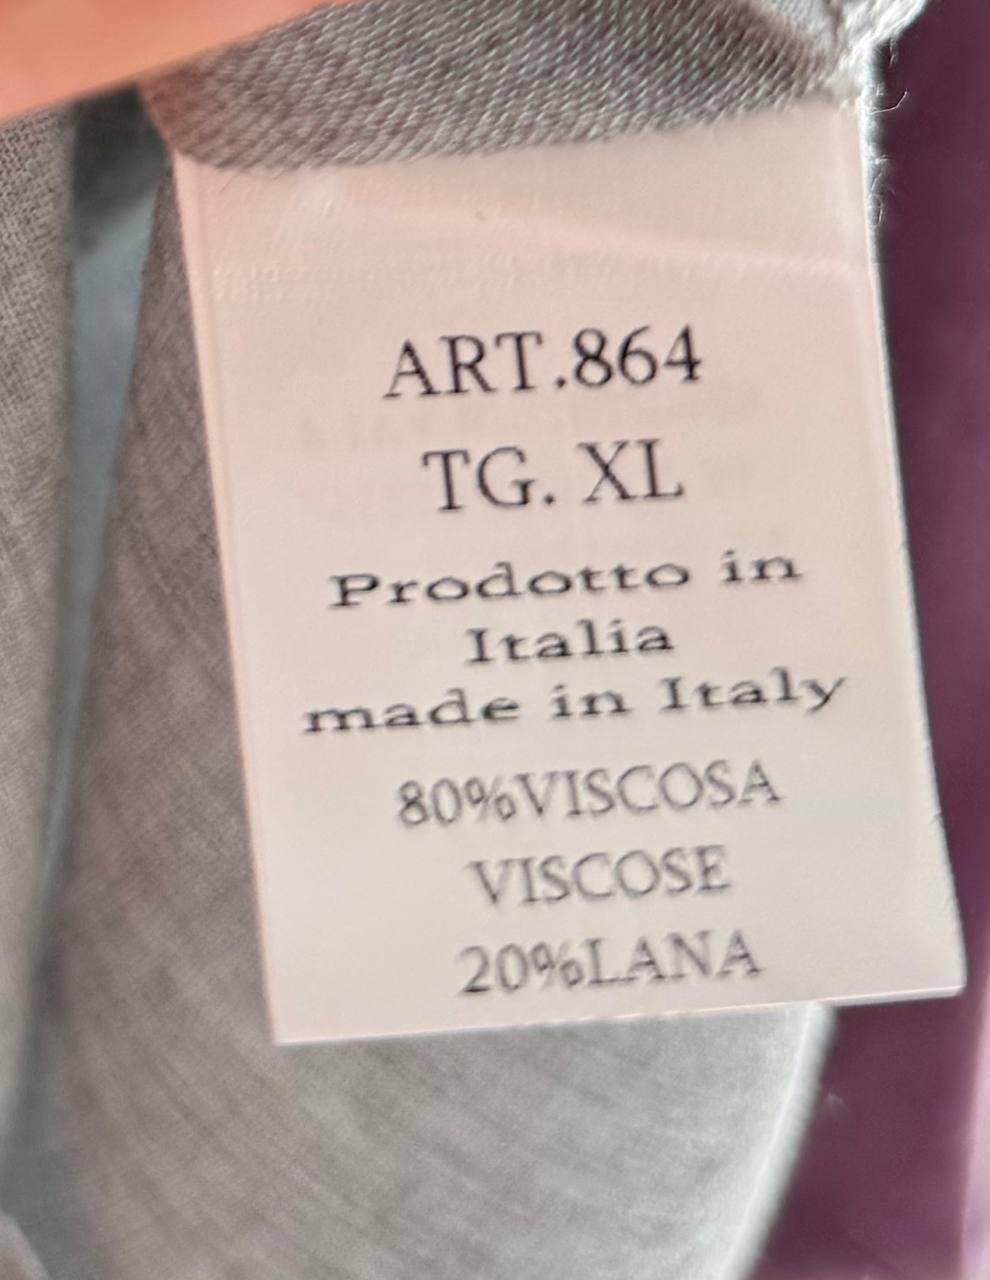 ART.864
TG. XL
Prodotto in
Italia
made in Italy
80%VISCOSA
VISCOSE
20%LANA